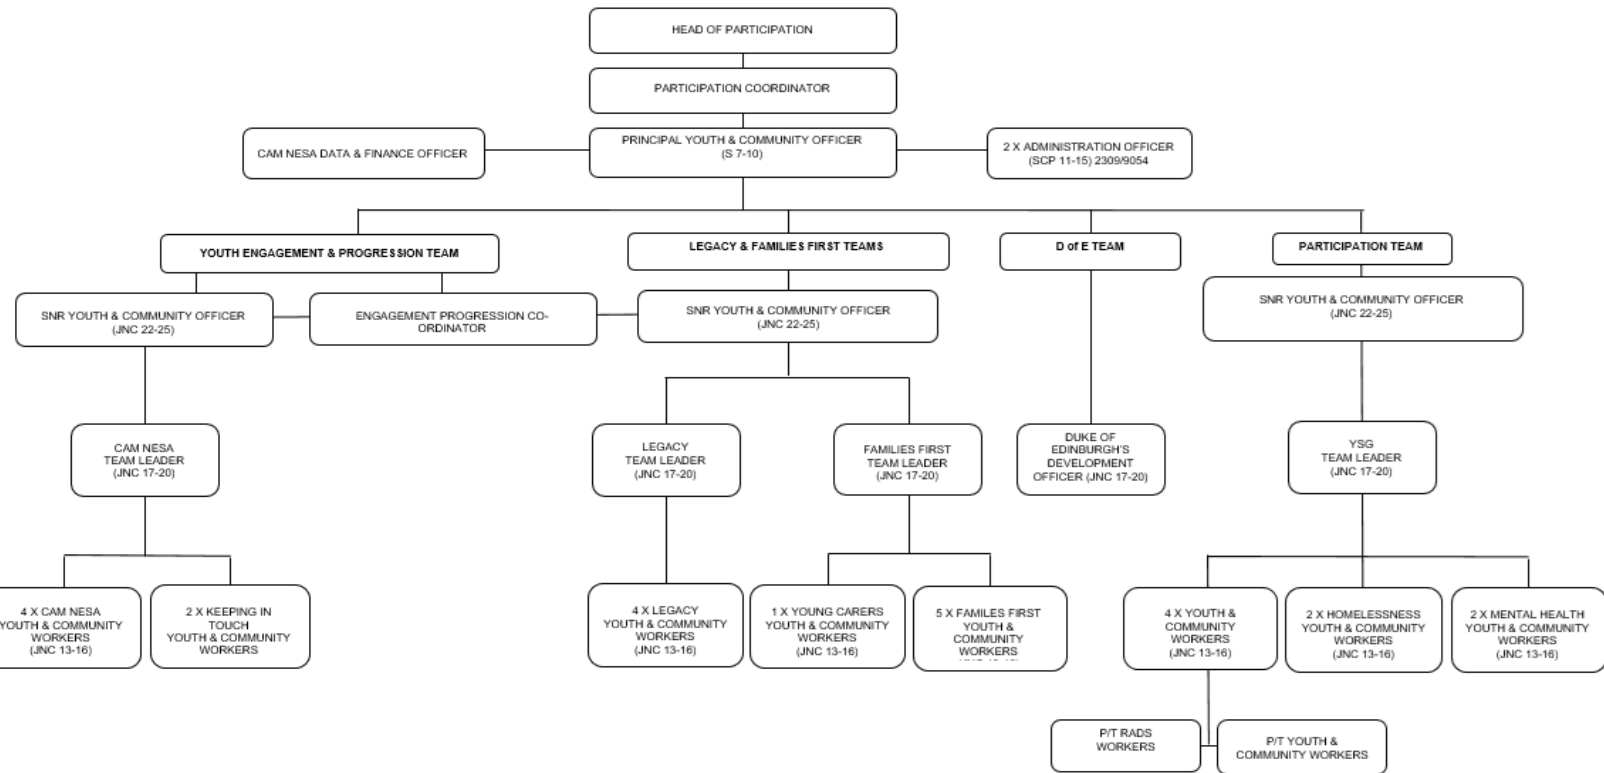 HEAD OF PARTICIPATION
PARTICIPATION COORDINATOR
CAM NESA DATA & FINANCE OFFICER
PRINCIPAL YOUTH & COMMUNITY OFFICER
(S 7-10)
2 X ADMINISTRATION OFFICER
(SCP 11-15) 2309/9054
YOUTH ENGAGEMENT & PROGRESSION TEAM
LEGACY & FAMILIES FIRST TEAMS
D of E TEAM
PARTICIPATION TEAM
SNR YOUTH & COMMUNITY OFFICER
(JNC 22-25)
ENGAGEMENT PROGRESSION CO-
ORDINATOR
SNR YOUTH & COMMUNITY OFFICER
(JNC 22-25)
SNR YOUTH & COMMUNITY OFFICER
(JNC 22-25)
CAM NESA
TEAM LEADER
(JNC 17-20)
LEGACY
TEAM LEADER
(JNC 17-20)
FAMILIES FIRST
TEAM LEADER
(JNC 17-20)
DUKE OF
EDINBURGH'S
DEVELOPMENT
OFFICER (JNC 17-20)
YSG
TEAM LEADER
(JNC 17-20)
4 X CAM NESA
YOUTH & COMMUNITY
WORKERS
(JNC 13-16)
2 X KEEPING IN
TOUCH
YOUTH & COMMUNITY
WORKERS
4 X LEGACY
YOUTH & COMMUNITY
WORKERS
(JNC 13-16)
1 X YOUNG CARERS
YOUTH & COMMUNITY
WORKERS
(JNC 13-16)
5 X FAMILES FIRST
YOUTH &
COMMUNITY
WORKERS
4 X YOUTH &
COMMUNITY
WORKERS
(JNC 13-16)
2 X HOMELESSNESS
YOUTH & COMMUNITY
WORKERS
(JNC 13-16)
2 X MENTAL HEALTH
YOUTH & COMMUNITY
WORKERS
(JNC 13-16)
P/T RADS
WORKERS
P/T YOUTH &
COMMUNITY WORKERS